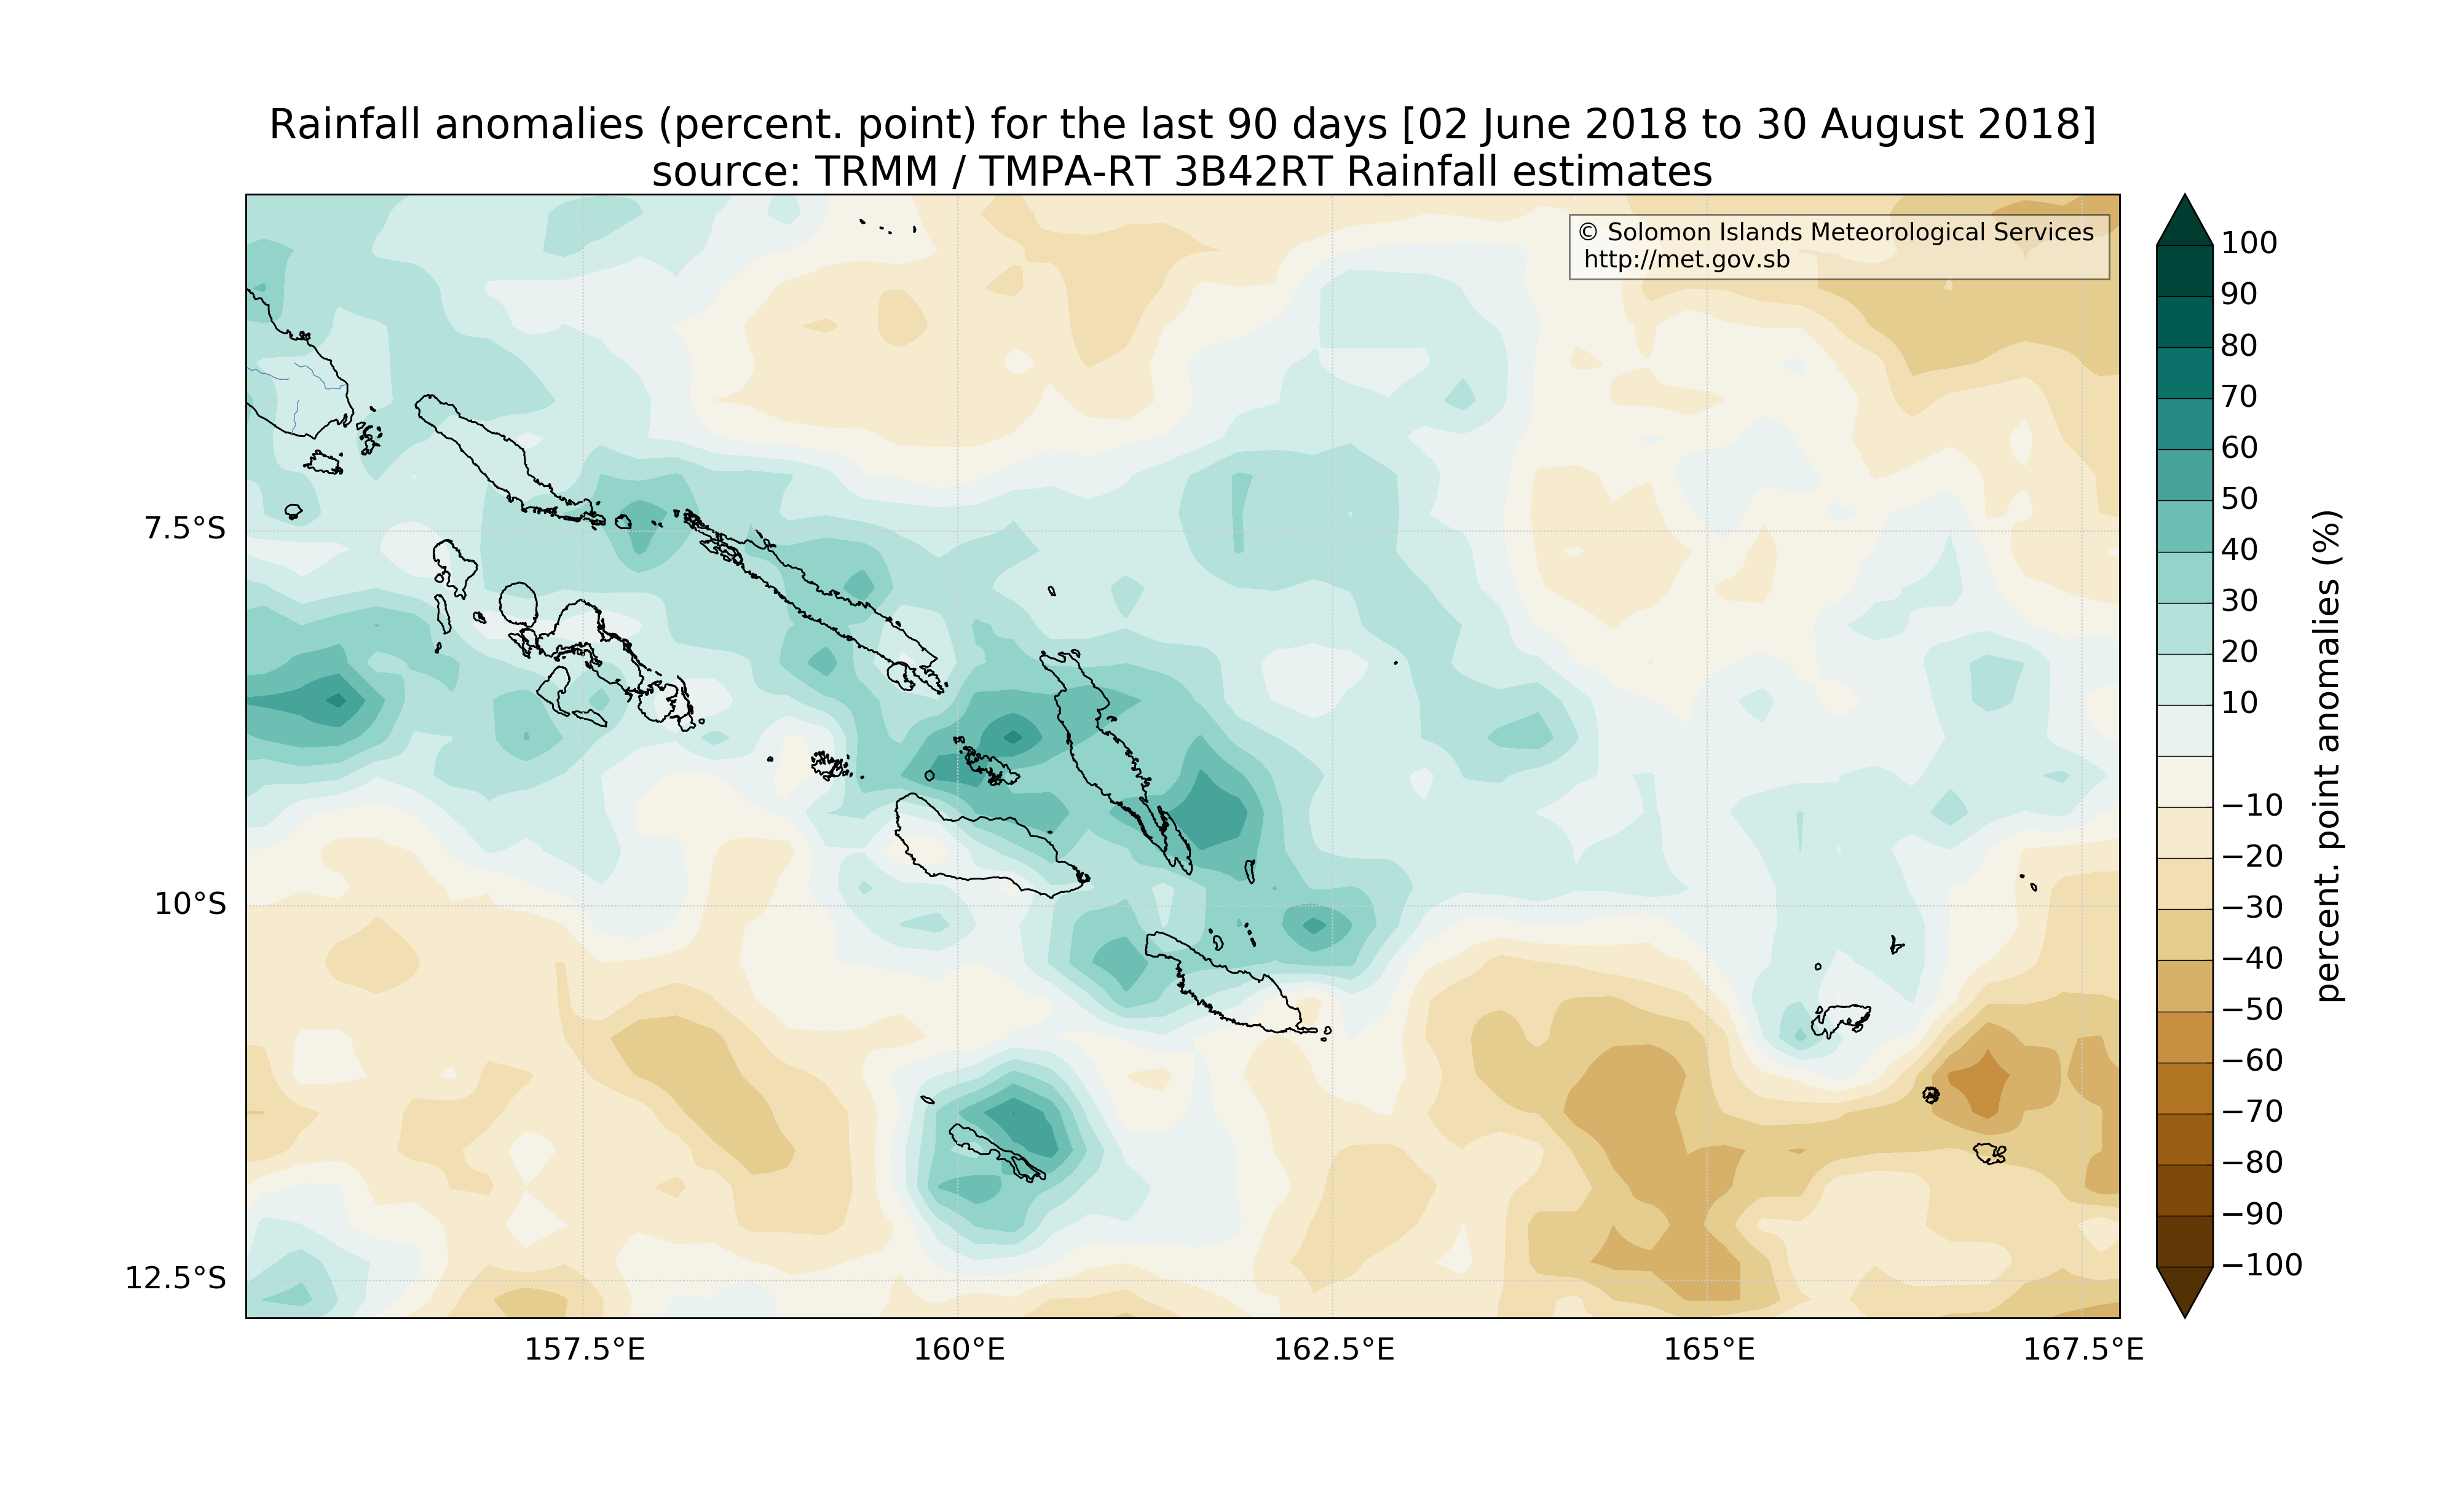 Rainfall anomalies (percent. point) for the last 90 days [02 June 2018 to 30 August 2018]
source: TRMM / TMPA-RT 3B42RT Rainfall estimates
© Solomon Islands Meteorological Services
http://met.gov.sb
7.5°S
10°S
12.5°S
157.5°E
160°E
162.5°E
165°E
167.5°E
100
90
80
70
60
50
40
30
20
10
−10
−20
−30
−40
−50
−60
−70
−80
−90
−100
percent. point anomalies (%)